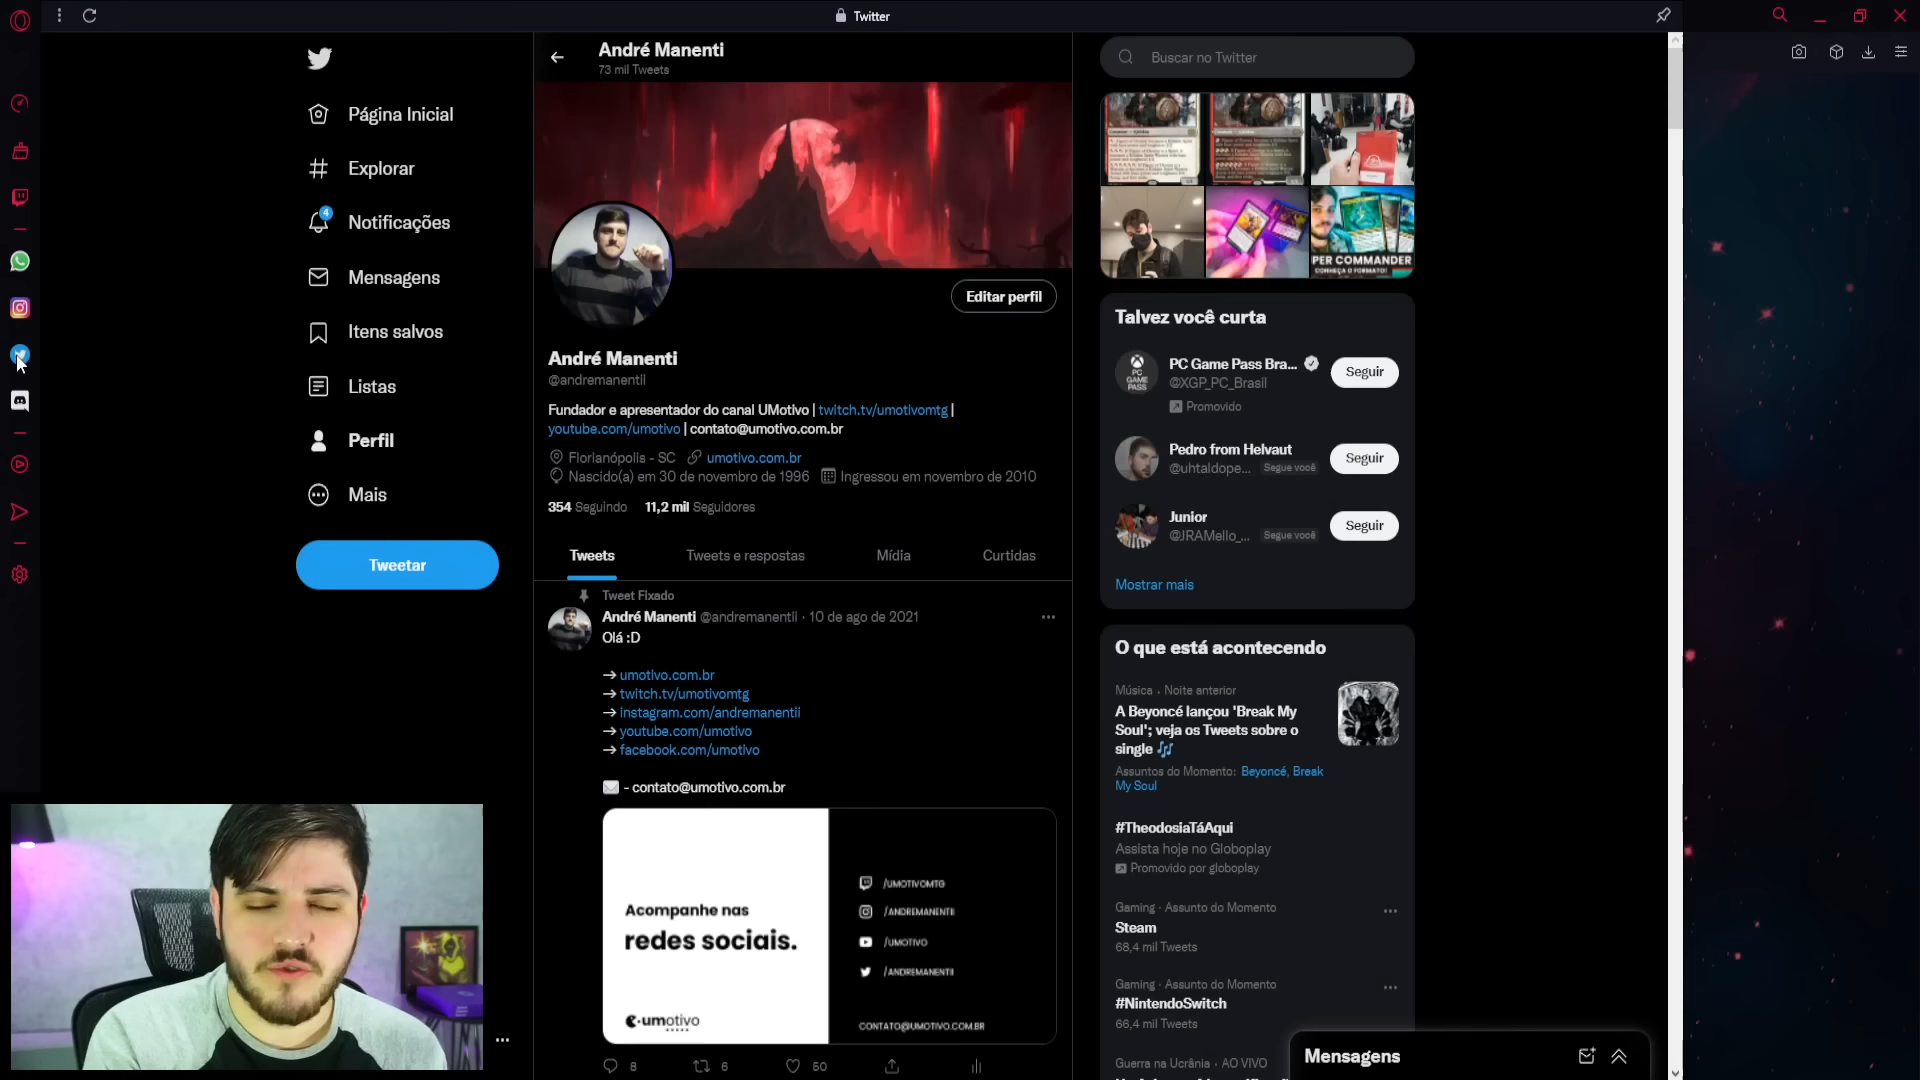 Twitter
André Manenti
73 mil Tweets
Página Inicial
Explorar
4
Notificações
Mensagens
Itens salvos
Listas
Perfil
Mais
Tweetar
Editar perfil
André Manenti
@andremanentii
Fundador e apresentador do canal UMotivo | twitch.tv/umotivomtg |
youtube.com/umotivo | contato@umotivo.com.br
Florianópolis - SC umotivo.com.br
Nascido(a) em 30 de novembro de 1996 Ingressou em novembro de 2010
354 Seguindo 11,2 mil Seguidores
Tweets Tweets e respostas Mídia Curtidas
Tweet Fixado
André Manenti @andremanentii · 10 de ago de 2021
Olá :D
→ umotivo.com.br
→ twitch.tv/umotivomtg
→ instagram.com/andremanentii
→ youtube.com/umotivo
→ facebook.com/umotivo
✉ - contato@umotivo.com.br
Acompanhe nas
redes sociais.
umotivo
/UMOTIVOMTG
/ANDREMANENTII
/UMOTIVO
/ANDREMANENTII
CONTATO@UMOTIVO.COM.BR
8 6 50
Buscar no Twitter
PER COMMANDER
CONHEÇA O FORMATO!
Talvez você curta
PC
GAME
PASS
PC Game Pass Bra...
@XGP_PC_Brasil
Seguir
Promovido
Pedro from Helvaut
@uhtaldope... Segue você
Seguir
Junior
@JRAMello_... Segue você
Seguir
Mostrar mais
O que está acontecendo
Música · Noite anterior
A Beyoncé lançou 'Break My
Soul'; veja os Tweets sobre o
single 🎶
Assuntos do Momento: Beyoncé, Break
My Soul
#TheodosiaTáAqui
Assista hoje no Globoplay
Promovido por globoplay
Gaming · Assunto do Momento
Steam
68,4 mil Tweets
Gaming · Assunto do Momento
#NintendoSwitch
66,4 mil Tweets
Guerra na Ucrânia · AO VIVO
Mensagens